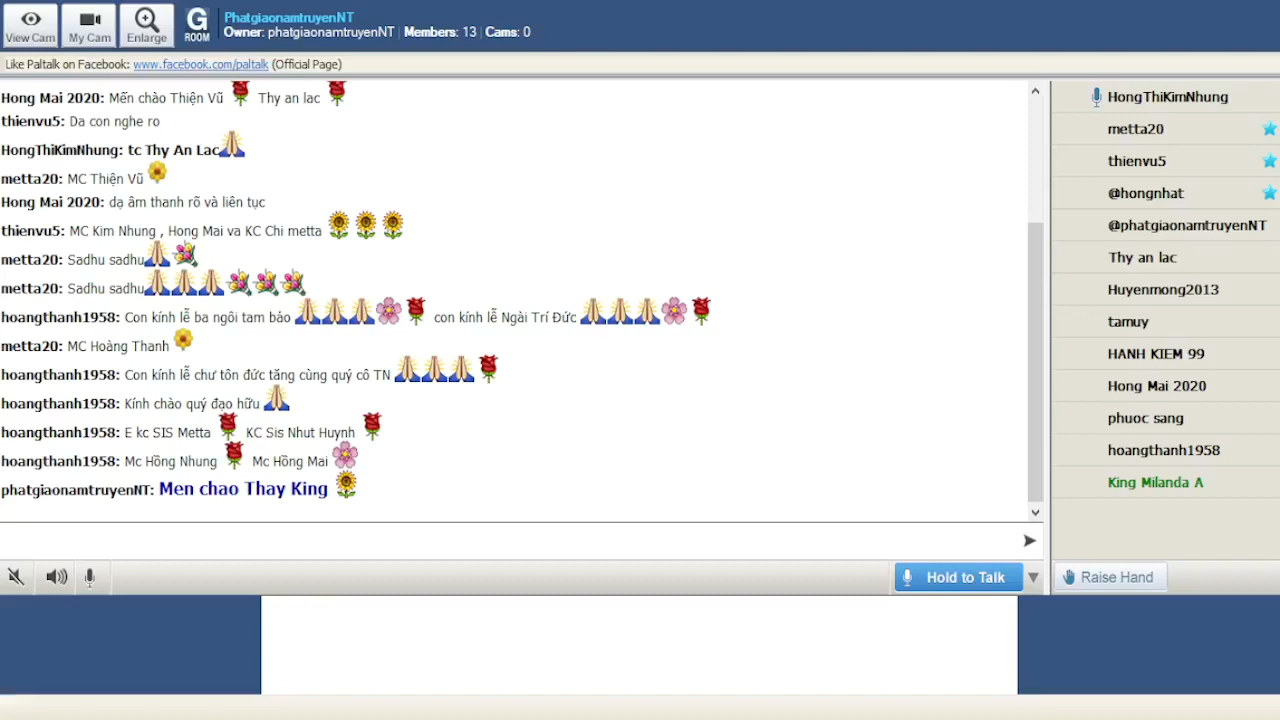 View Cam
My Cam
Enlarge
G
ROOM
PhatgiaonamtruyenNT
Owner: phatgiaonamtruyenNT | Members: 13 | Cams: 0
Like Paltalk on Facebook: www.facebook.com/paltalk (Official Page)
Hong Mai 2020: Mến chào Thiện Vũ Thy an lac
thienvu5: Da con nghe ro
HongThiKimNhung: tc Thy An Lac
metta20: MC Thiện Vũ
Hong Mai 2020: dạ âm thanh rõ và liên tục
thienvu5: MC Kim Nhung , Hong Mai va KC Chi metta
metta20: Sadhu sadhu
metta20: Sadhu sadhu
hoangthanh1958: Con kính lễ ba ngôi tam bảo con kính lễ Ngài Trí Đức
metta20: MC Hoàng Thanh
hoangthanh1958: Con kính lễ chư tôn đức tăng cùng quý cô TN
hoangthanh1958: Kính chào quý đạo hữu
hoangthanh1958: E kc SIS Metta KC Sis Nhut Huynh
hoangthanh1958: Mc Hồng Nhung Mc Hồng Mai
phatgiaonamtruyenNT: Men chao Thay King
Hold to Talk
HongThiKimNhung
metta20
thienvu5
@hongnhat
@phatgiaonamtruyenNT
Thy an lac
Huyenmong2013
tamuy
HANH KIEM 99
Hong Mai 2020
phuoc sang
hoangthanh1958
King Milanda A
Raise Hand